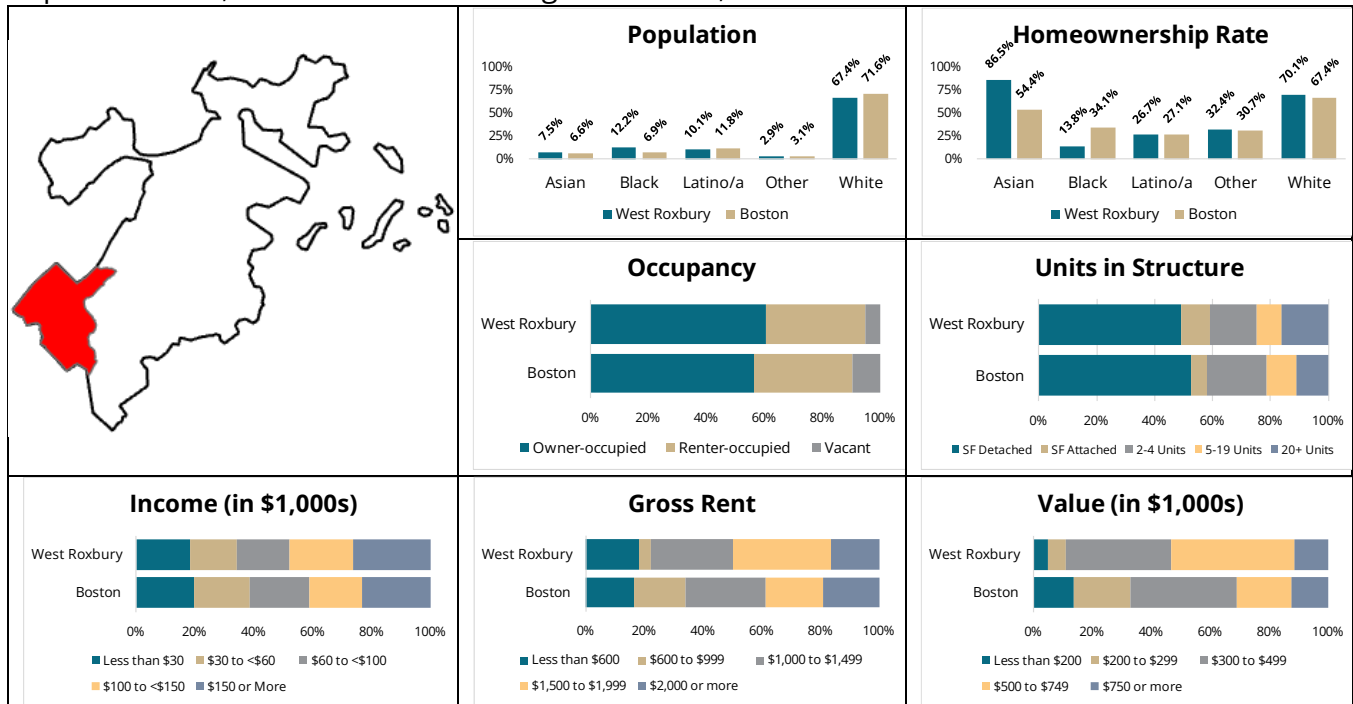 Population
100%
75%
50%
25%
0%
7.5%
6.6%
12.2%
6.9%
10.1%
11.8%
2.9%
3.1%
67.4%
71.6%
Asian Black Latino/a Other White
West Roxbury Boston
Homeownership Rate
100%
75%
50%
25%
0%
86.5%
54.4%
13.8%
34.1%
26.7%
27.1%
32.4%
30.7%
70.1%
67.4%
Asian Black Latino/a Other White
West Roxbury Boston
Occupancy
West Roxbury
Boston
0% 20% 40% 60% 80% 100%
Owner-occupied Renter-occupied Vacant
Units in Structure
West Roxbury
Boston
0% 20% 40% 60% 80% 100%
SF Detached SF Attached 2-4 Units 5-19 Units 20+ Units
Income (in $1,000s)
West Roxbury
Boston
0% 20% 40% 60% 80% 100%
Less than $30 $30 to <$60 $60 to <$100
$100 to <$150 $150 or More
Gross Rent
West Roxbury
Boston
0% 20% 40% 60% 80% 100%
Less than $600 $600 to $999 $1,000 to $1,499
$1,500 to $1,999 $2,000 or more
Value (in $1,000s)
West Roxbury
Boston
0% 20% 40% 60% 80% 100%
Less than $200 $200 to $299 $300 to $499
$500 to $749 $750 or more